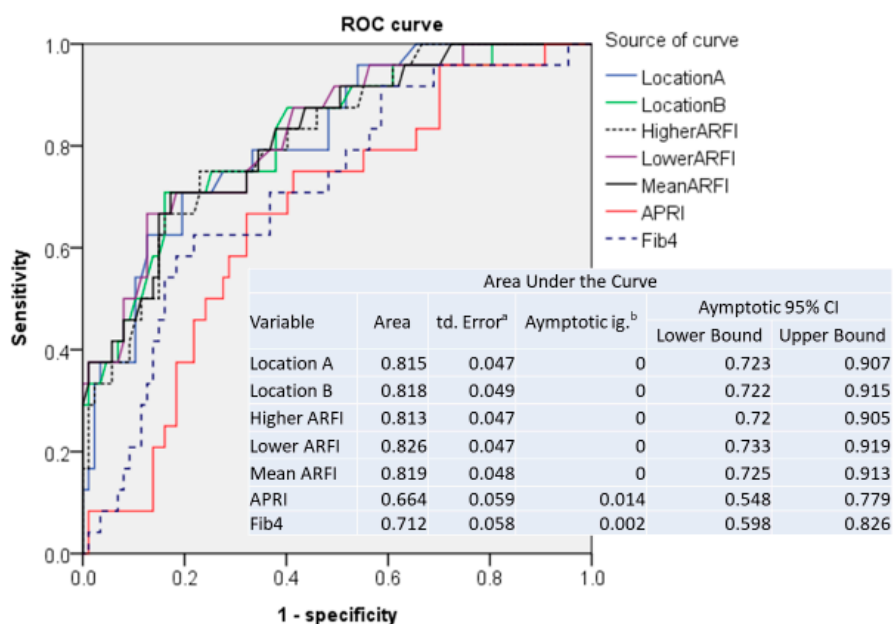 ROC curve
Source of curve
LocationA
LocationB
HigherARFI
LowerARFI
MeanARFI
APRI
Fib4
1.0
0.8
0.6
0.4
0.2
0.0
Sensitivity
0.0 0.2 0.4 0.6 0.8 1.0
1 - specificity
Area Under the Curve
Variable Area td. Errorᵃ Aymptotic ig.ᵇ Aymptotic 95% CI
Lower Bound Upper Bound
Location A 0.815 0.047 0 0.723 0.907
Location B 0.818 0.049 0 0.722 0.915
Higher ARFI 0.813 0.047 0 0.72 0.905
Lower ARFI 0.826 0.047 0 0.733 0.919
Mean ARFI 0.819 0.048 0 0.725 0.913
APRI 0.664 0.059 0.014 0.548 0.779
Fib4 0.712 0.058 0.002 0.598 0.826